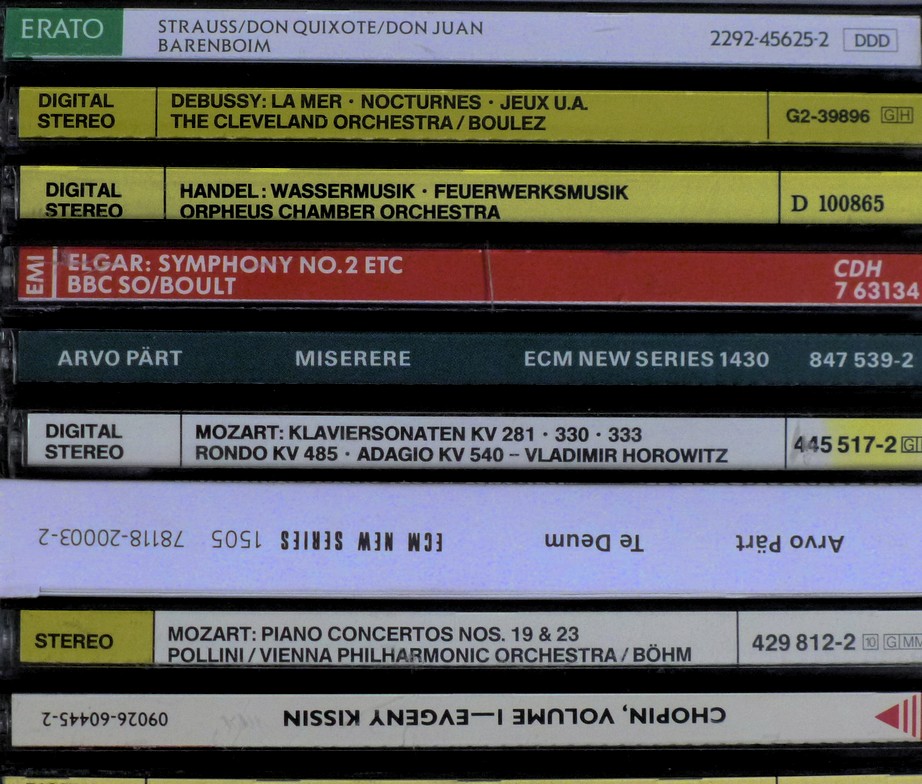 ERATO
STRAUSS/DON QUIXOTE/DON JUAN
BARENBOIM
2292-45625-2 DDD
DIGITAL
STEREO
DEBUSSY: LA MER · NOCTURNES · JEUX U.A.
THE CLEVELAND ORCHESTRA / BOULEZ
G2-39896 GH
DIGITAL
STEREO
HANDEL: WASSERMUSIK · FEUERWERKSMUSIK
ORPHEUS CHAMBER ORCHESTRA
D 100865
EMI
ELGAR: SYMPHONY NO.2 ETC
BBC SO/BOULT
CDH
7 63134
ARVO PÄRT MISERERE ECM NEW SERIES 1430 847 539-2
DIGITAL
STEREO
MOZART: KLAVIERSONATEN KV 281 · 330 · 333
RONDO KV 485 · ADAGIO KV 540 – VLADIMIR HOROWITZ
445 517-2
Arvo Pärt Te Deum ECM NEW SERIES 1505 78118-20003-2
STEREO
MOZART: PIANO CONCERTOS NOS. 19 & 23
POLLINI / VIENNA PHILHARMONIC ORCHESTRA / BÖHM
429 812-2 10 G MM
CHOPIN, VOLUME I—EVGENY KISSIN 09026-60445-2